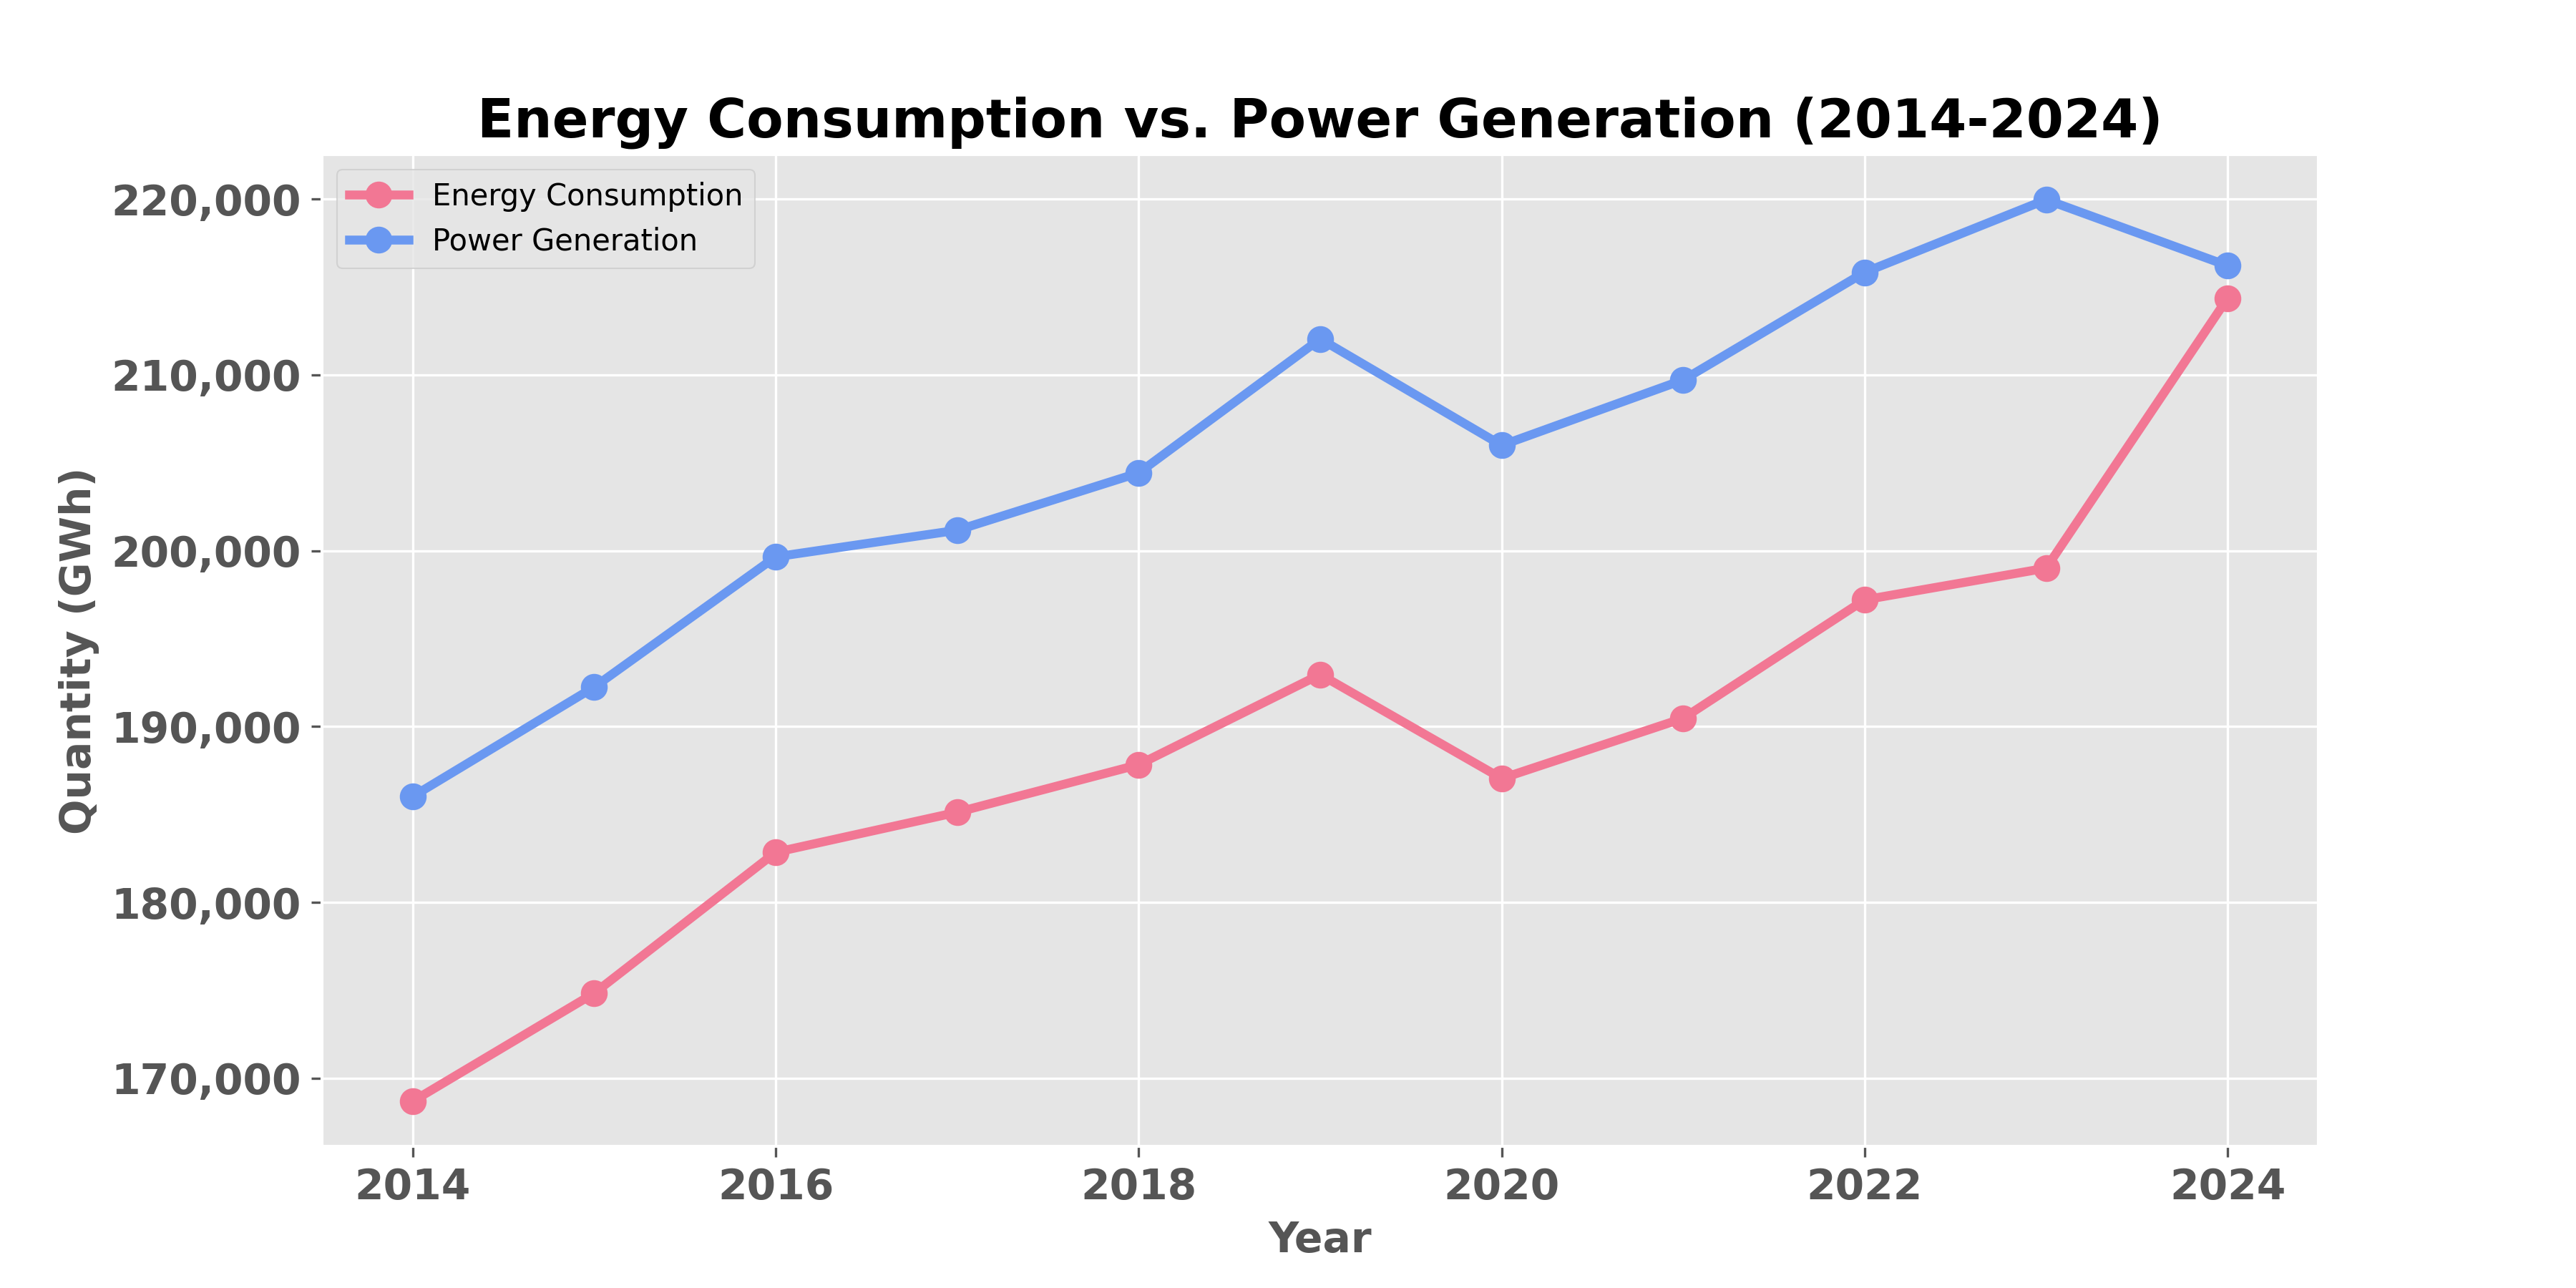 Energy Consumption vs. Power Generation (2014-2024)
Energy Consumption
Power Generation
220,000
210,000
200,000
190,000
180,000
170,000
Quantity (GWh)
2014 2016 2018 2020 2022 2024
Year